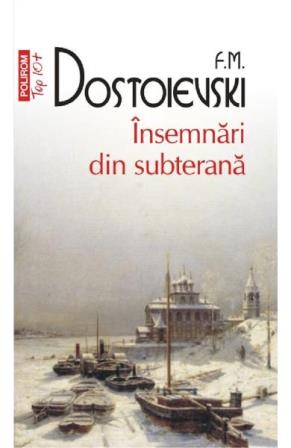 POLIROM
Top 10+
F.M.
DOSTOIEVSKI
Însemnări
din subterană